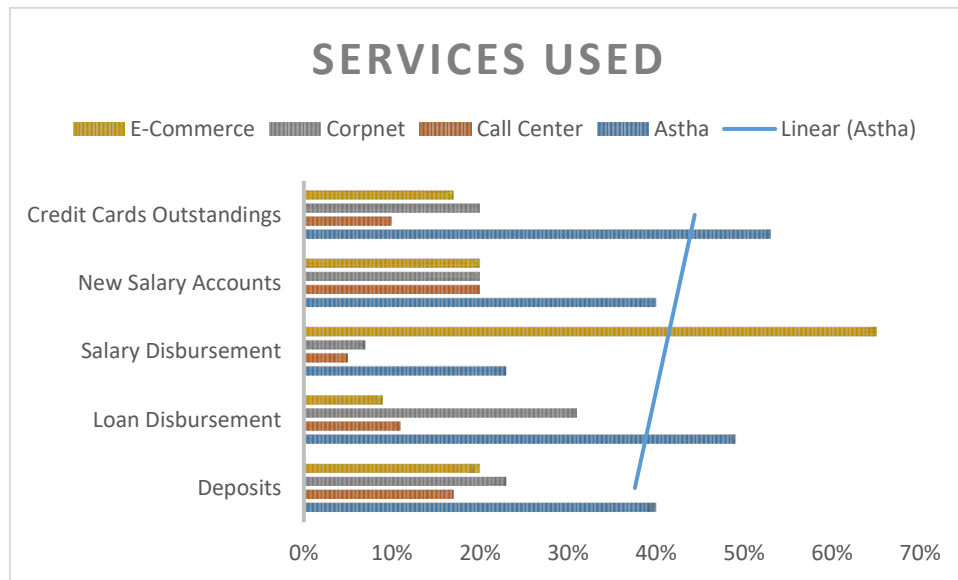 SERVICES USED
E-Commerce Corpnet Call Center Astha Linear (Astha)
Credit Cards Outstandings
New Salary Accounts
Salary Disbursement
Loan Disbursement
Deposits
0% 10% 20% 30% 40% 50% 60% 70%